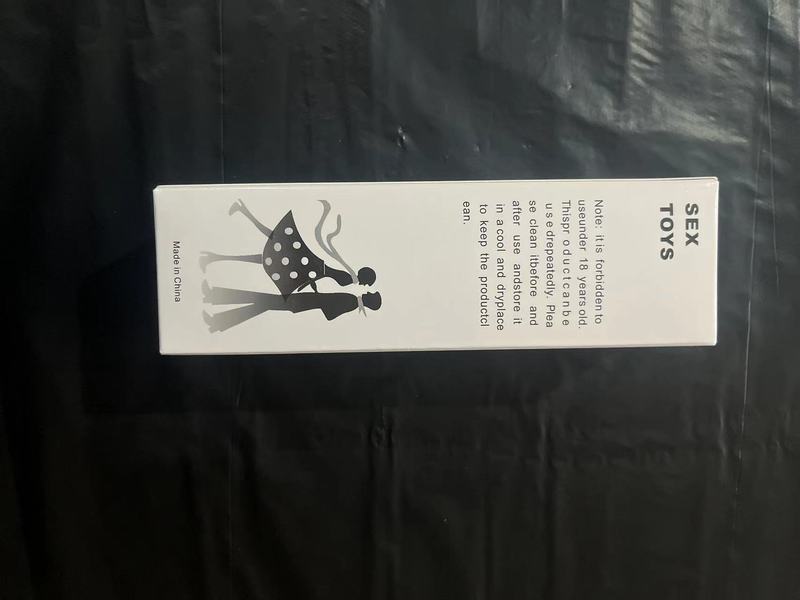 SEX
TOYS
Note: it is forbidden to
useunder 18 years old.
Thispr o d u c t c a n b e
u s e drepeatedly. Plea
se clean itbefore and
after use andstore it
in a cool and dryplace
to keep the productcl
ean.
Made in China